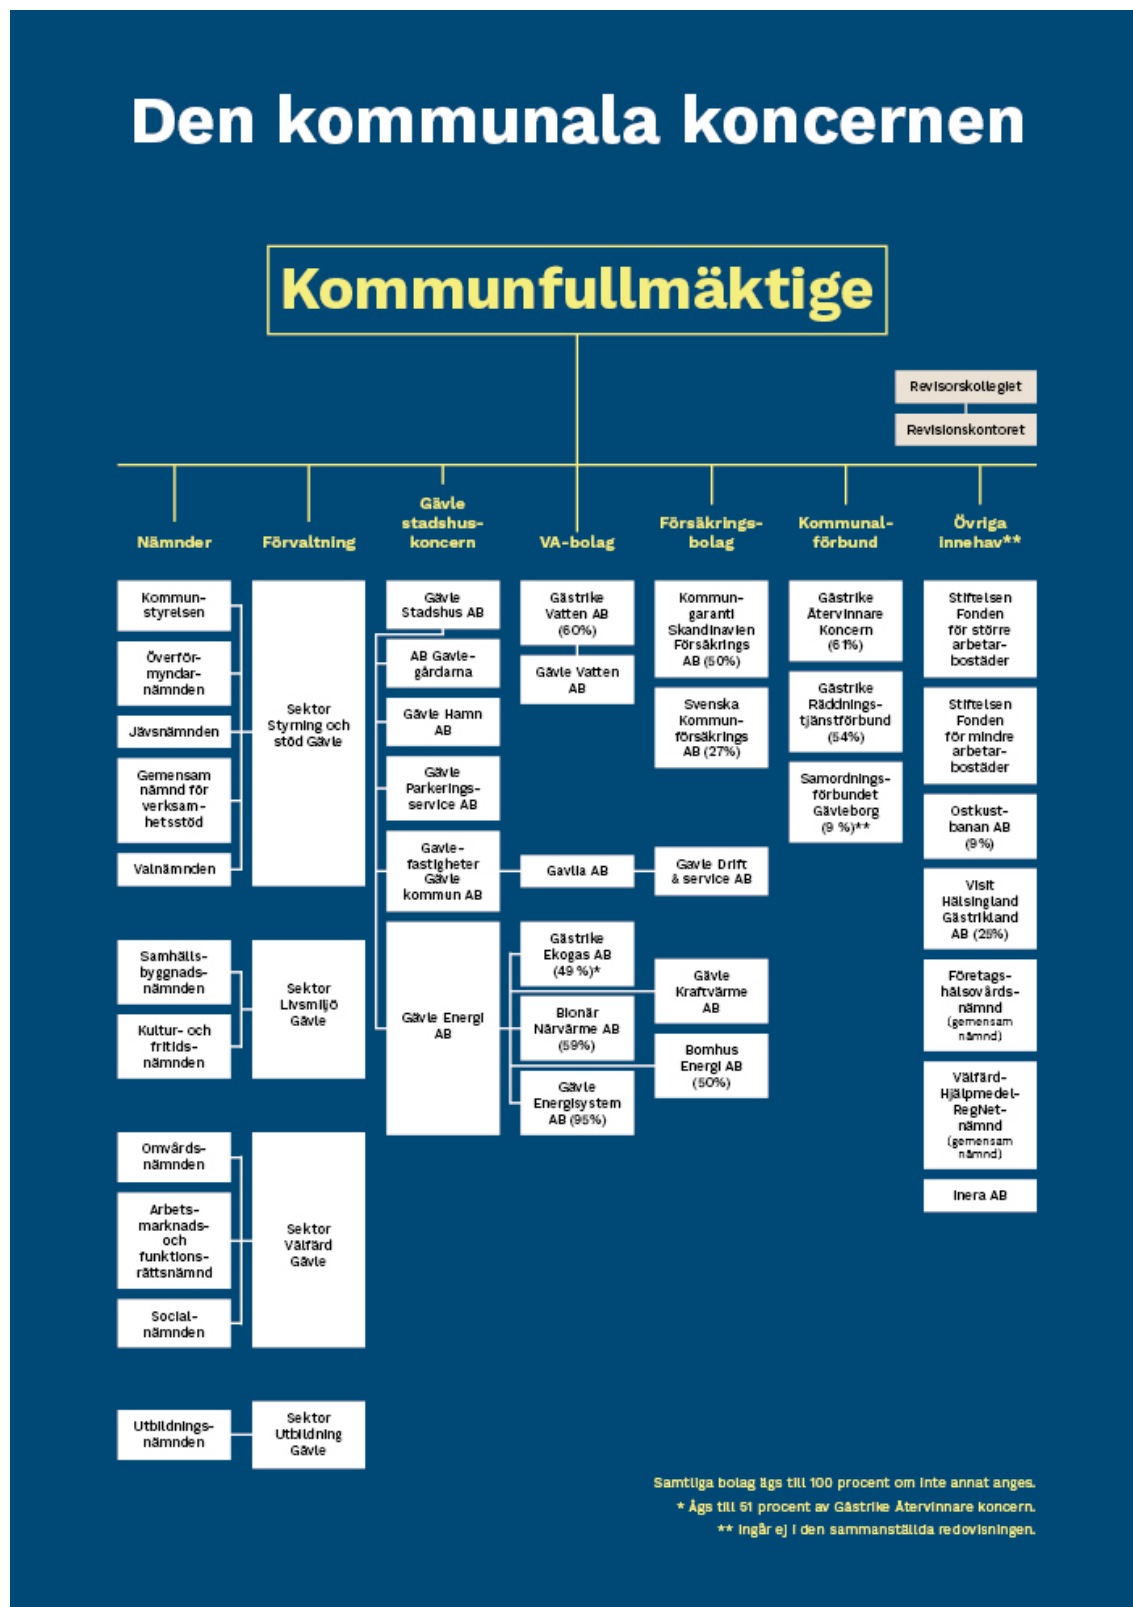 Den kommunala koncernen
Kommunfullmäktige
Revisorskollegiet
Revisionskontoret
Nämnder
Förvaltning
Gävle
stadshus-
koncern
VA-bolag
Försäkrings-
bolag
Kommunal-
förbund
Övriga
innehav**
Kommun-
styrelsen
Överför-
myndar-
nämnden
Jävsnämnden
Gemensam
nämnd för
verksam-
hetsstöd
Valnämnden
Sektor
Styrning och
stöd Gävle
Samhälls-
byggnads-
nämnden
Kultur- och
fritids-
nämnden
Sektor
Livsmiljö
Gävle
Omvårds-
nämnden
Arbets-
marknads-
och
funktions-
rättsnämnd
Social-
nämnden
Sektor
Välfärd
Gävle
Utbildnings-
nämnden
Sektor
Utbildning
Gävle
Gävle
Stadshus AB
AB Gavle-
gårdarna
Gävle Hamn
AB
Gävle
Parkerings-
service AB
Gavle-
fastigheter
Gävle
kommun AB
Gävle Energi
AB
Gästrike
Vatten AB
(60%)
Gävle Vatten
AB
Gavlia AB
Gästrike
Ekogas AB
(49 %)*
Bionär
Närvärme AB
(59%)
Gävle
Energisystem
AB (95%)
Kommun-
garanti
Skandinavien
Försäkrings
AB (50%)
Svenska
Kommun-
försäkrings
AB (27%)
Gavle Drift
& service AB
Gävle
Kraftvärme
AB
Bomhus
Energi AB
(50%)
Gästrike
Återvinnare
Koncern
(61%)
Gästrike
Räddnings-
tjänstförbund
(54%)
Samordnings-
förbundet
Gävleborg
(9 %)**
Stiftelsen
Fonden
för större
arbetar-
bostäder
Stiftelsen
Fonden
för mindre
arbetar-
bostäder
Ostkust-
banan AB
(9%)
Visit
Hälsingland
Gästrikland
AB (25%)
Företags-
hälsovårds-
nämnd
(gemensam
nämnd)
Välfärd-
Hjälpmedel-
RegNet-
nämnd
(gemensam
nämnd)
Inera AB
Samtliga bolag ägs till 100 procent om inte annat anges.
* Ägs till 51 procent av Gästrike Återvinnare koncern.
** Ingår ej i den sammanställda redovisningen.